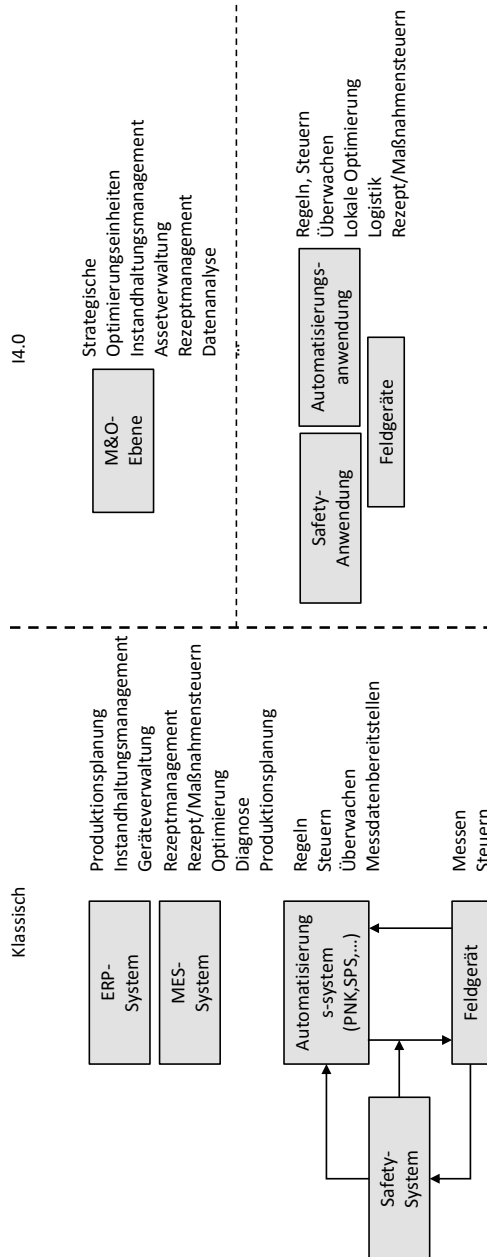 Klassisch
ERP-
System
Produktionsplanung
Instandhaltungsmanagement
Geräteverwaltung
MES-
System
Rezeptmanagement
Rezept/Maßnahmensteuern
Optimierung
Diagnose
Produktionsplanung
Automatisierung
s-system
(PNK,SPS,...)
Regeln
Steuern
Überwachen
Messdatenbereitstellen
Safety-
System
Feldgerät
Messen
Steuern
I4.0
M&O-
Ebene
Strategische
Optimierungseinheiten
Instandhaltungsmanagement
Assetverwaltung
Rezeptmanagement
Datenanalyse
...
Safety-
Anwendung
Automatisierungs-
anwendung
Regeln, Steuern
Überwachen
Lokale Optimierung
Logistik
Rezept/Maßnahmensteuern
Feldgeräte